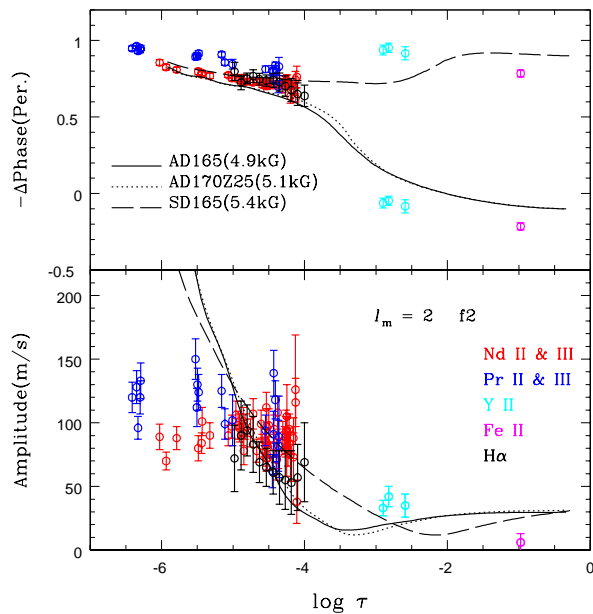 −ΔPhase(Per.)
1
0.5
0
-0.5
AD165(4.9kG)
AD170Z25(5.1kG)
SD165(5.4kG)
Amplitude(m/s)
200
150
100
50
0
l m = 2 f2
Nd II & III
Pr II & III
Y II
Fe II
Hα
-6 -4 -2 0
log τ